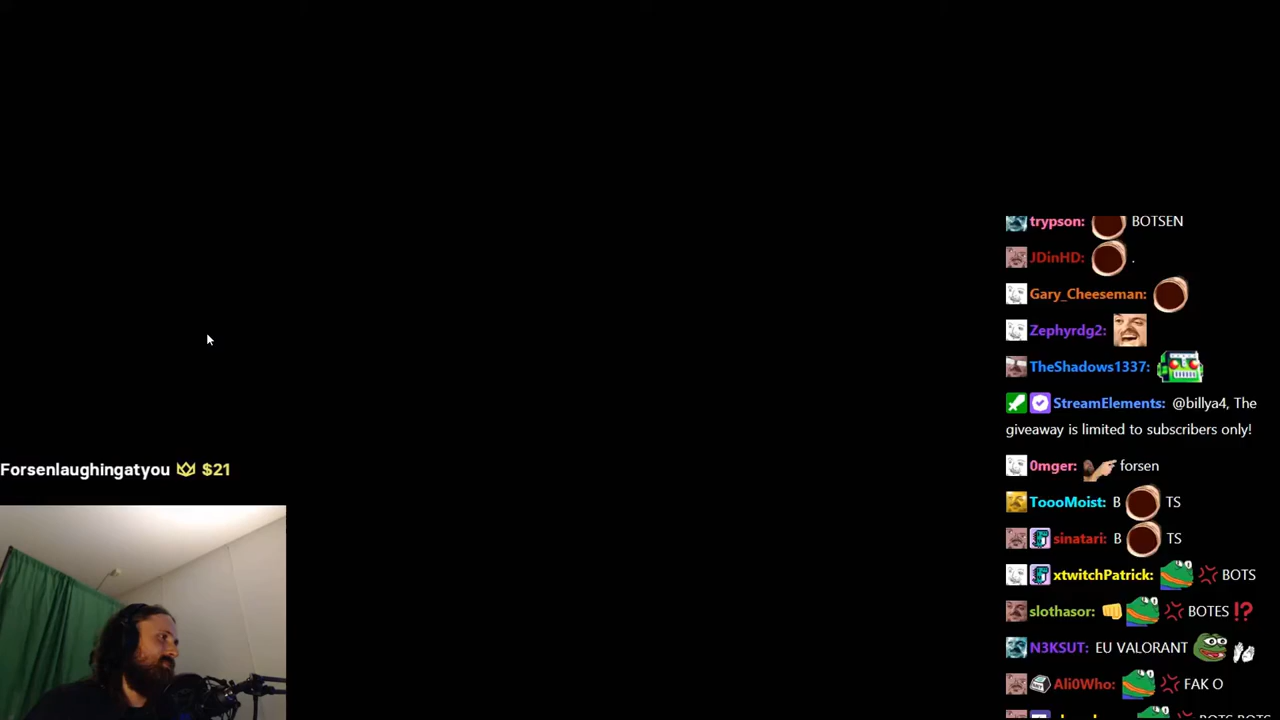 trypson: BOTSEN
JDinHD: .
Gary_Cheeseman:
Zephyrdg2:
TheShadows1337:
StreamElements: @billya4, The
giveaway is limited to subscribers only!
Forsenlaughingatyou $21
0mger: forsen
ToooMoist: B TS
sinatari: B TS
xtwitchPatrick: BOTS
slothasor: BOTES ⁉
N3KSUT: EU VALORANT
Ali0Who: FAK O